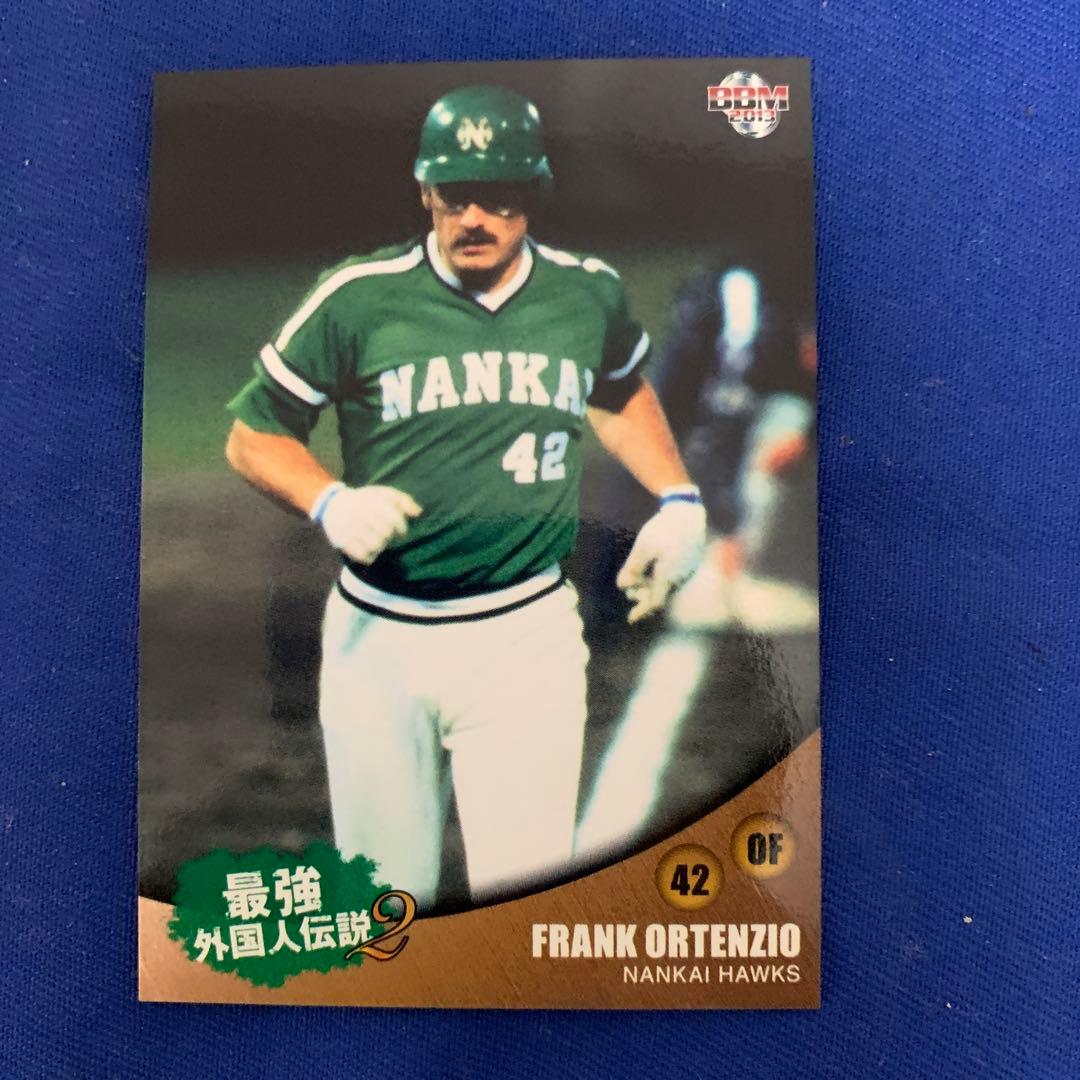 BBM
2013
N
NANKAI
42
42
OF
最強
外国人伝説2
FRANK ORTENZIO
NANKAI HAWKS